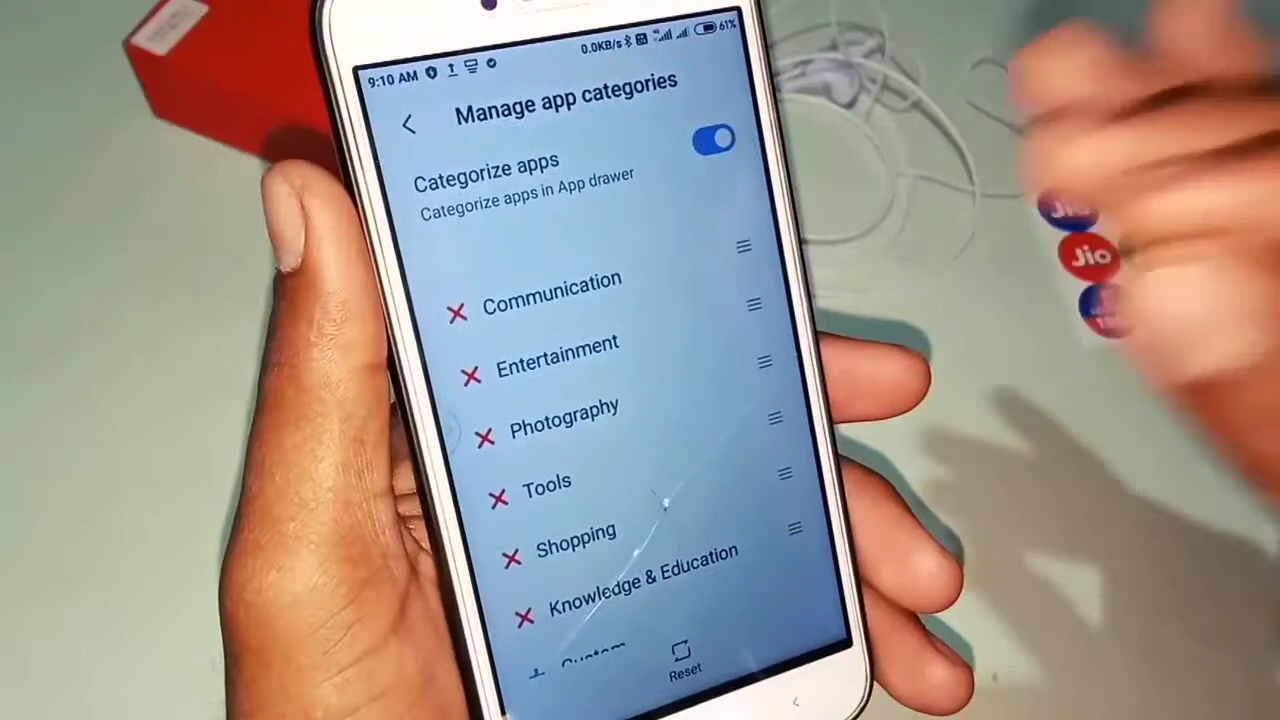 9:10 AM
0.0KB/s
61%
Manage app categories
Categorize apps
Categorize apps in App drawer
Communication
Entertainment
Photography
Tools
Shopping
Knowledge & Education
Reset
Jio